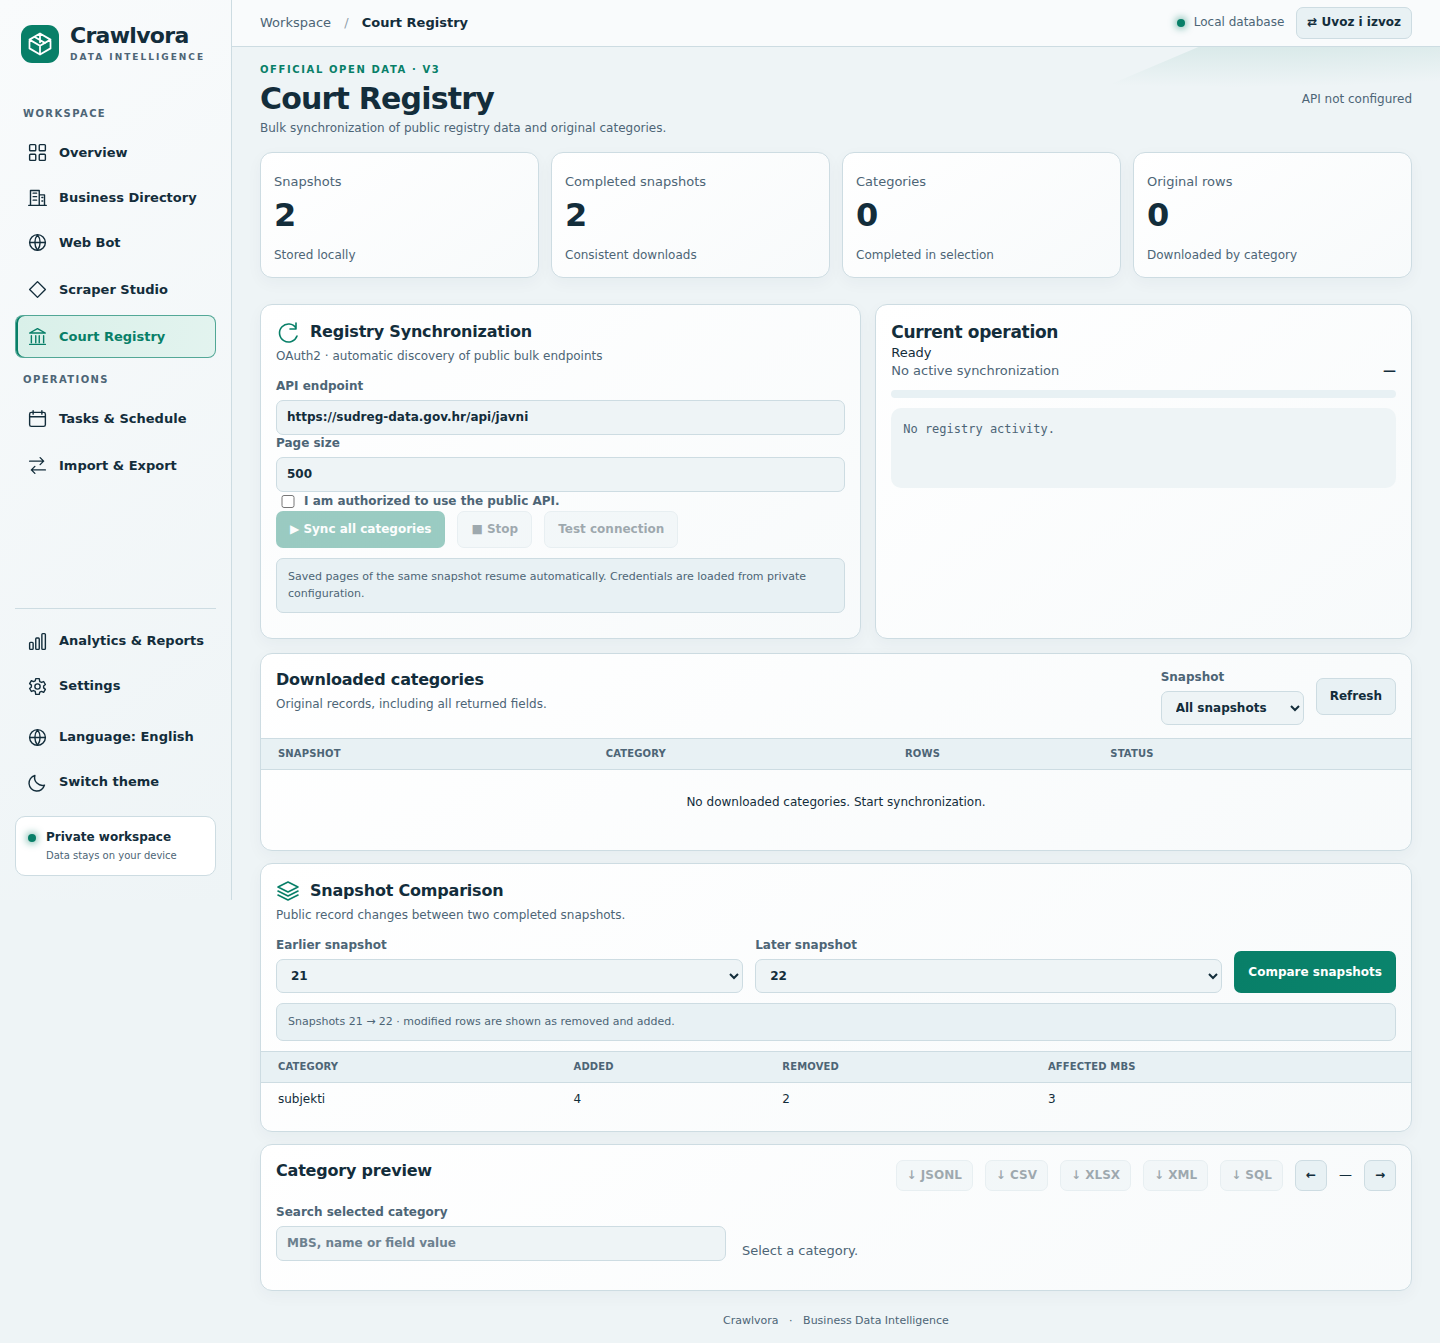 Crawlvora
DATA INTELLIGENCE
WORKSPACE
Overview
Business Directory
Web Bot
Scraper Studio
Court Registry
OPERATIONS
Tasks & Schedule
Import & Export
Analytics & Reports
Settings
Language: English
Switch theme
Private workspace
Data stays on your device
Workspace / Court Registry
Local database
⇄ Uvoz i izvoz
OFFICIAL OPEN DATA · V3
Court Registry
API not configured
Bulk synchronization of public registry data and original categories.
Snapshots
2
Stored locally
Completed snapshots
2
Consistent downloads
Categories
0
Completed in selection
Original rows
0
Downloaded by category
Registry Synchronization
OAuth2 · automatic discovery of public bulk endpoints
API endpoint
https://sudreg-data.gov.hr/api/javni
Page size
500
I am authorized to use the public API.
▶ Sync all categories
■ Stop
Test connection
Saved pages of the same snapshot resume automatically. Credentials are loaded from private
configuration.
Current operation
Ready
No active synchronization —
No registry activity.
Downloaded categories
Original records, including all returned fields.
Snapshot
All snapshots
Refresh
SNAPSHOT CATEGORY ROWS STATUS
No downloaded categories. Start synchronization.
Snapshot Comparison
Public record changes between two completed snapshots.
Earlier snapshot
21
Later snapshot
22
Compare snapshots
Snapshots 21 → 22 · modified rows are shown as removed and added.
CATEGORY ADDED REMOVED AFFECTED MBS
subjekti 4 2 3
Category preview
↓ JSONL ↓ CSV ↓ XLSX ↓ XML ↓ SQL ← — →
Search selected category
MBS, name or field value
Select a category.
Crawlvora · Business Data Intelligence